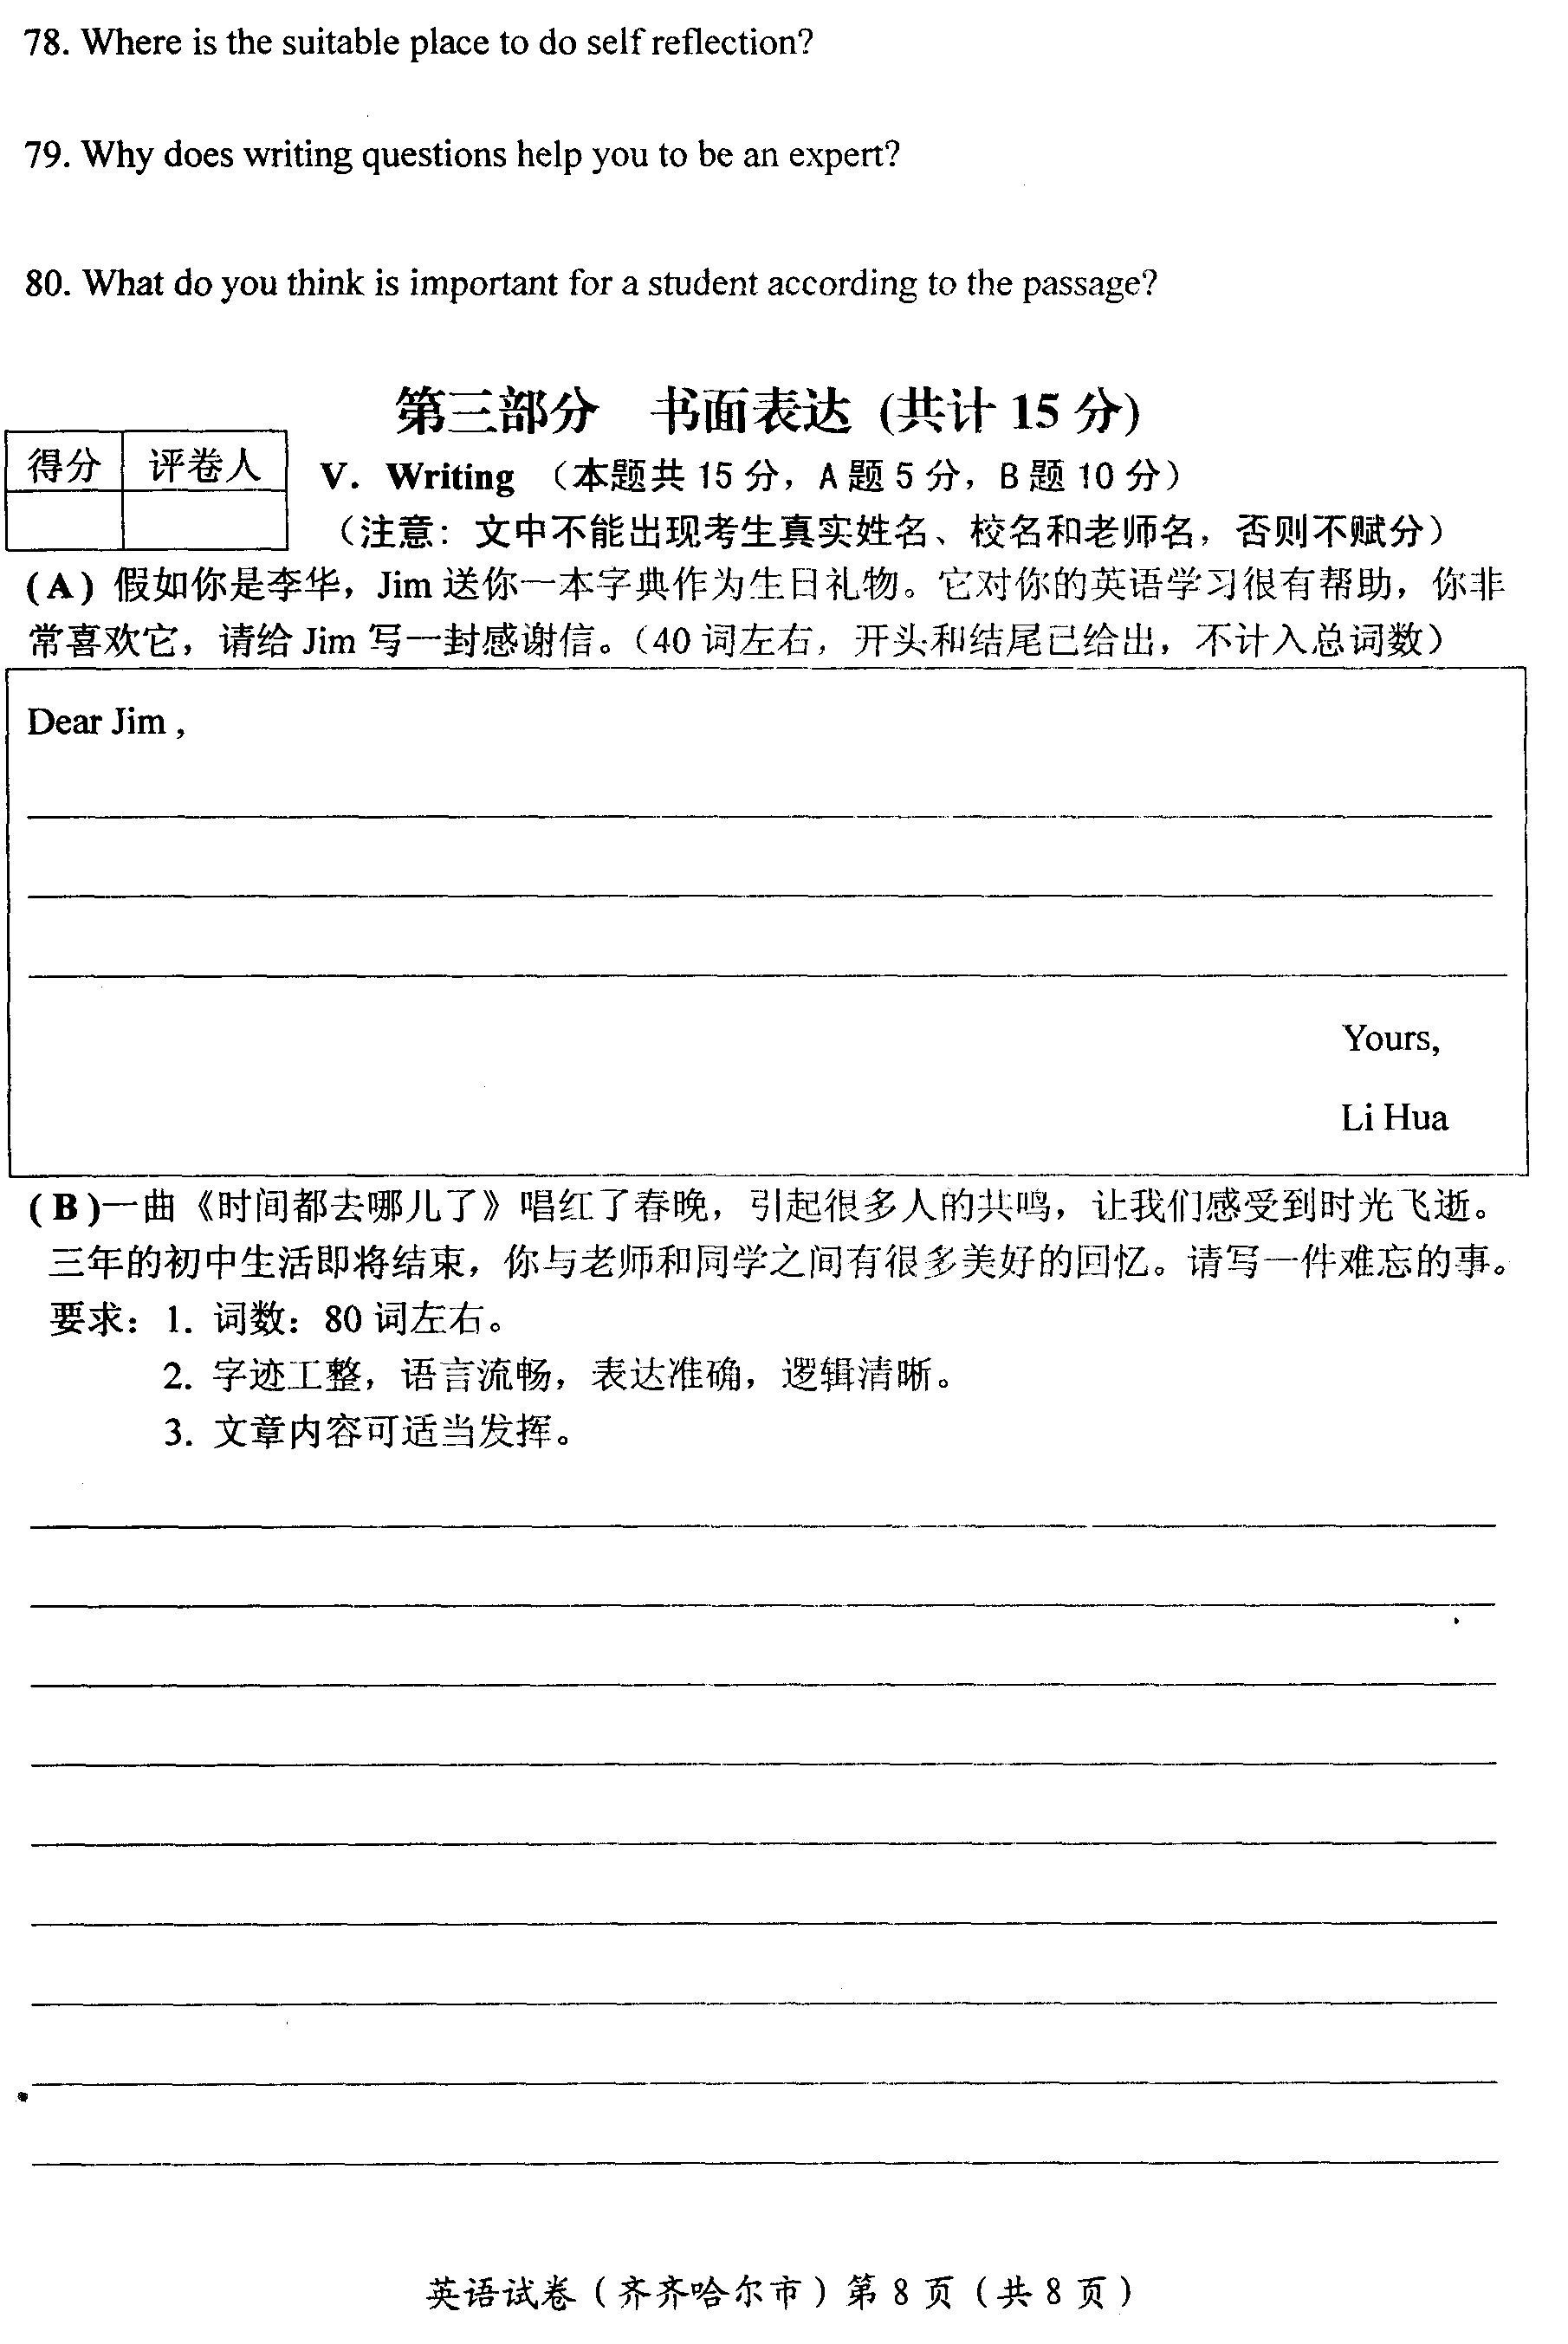 78. Where is the suitable place to do self reflection?
79. Why does writing questions help you to be an expert?
80. What do you think is important for a student according to the passage?
第三部分 书面表达 (共计 15 分)
得分 评卷人
V. Writing （本题共 15 分，A 题 5 分，B 题 10 分）
（注意：文中不能出现考生真实姓名、校名和老师名，否则不赋分）
(A) 假如你是李华，Jim 送你一本字典作为生日礼物。它对你的英语学习很有帮助，你非
常喜欢它，请给 Jim 写一封感谢信。（40 词左右，开头和结尾已给出，不计入总词数）
Dear Jim ,
Yours,
Li Hua
(B)一曲《时间都去哪儿了》唱红了春晚，引起很多人的共鸣，让我们感受到时光飞逝。
三年的初中生活即将结束，你与老师和同学之间有很多美好的回忆。请写一件难忘的事。
要求：1. 词数：80 词左右。
2. 字迹工整，语言流畅，表达准确，逻辑清晰。
3. 文章内容可适当发挥。
英语试卷（齐齐哈尔市）第 8 页（共 8 页）